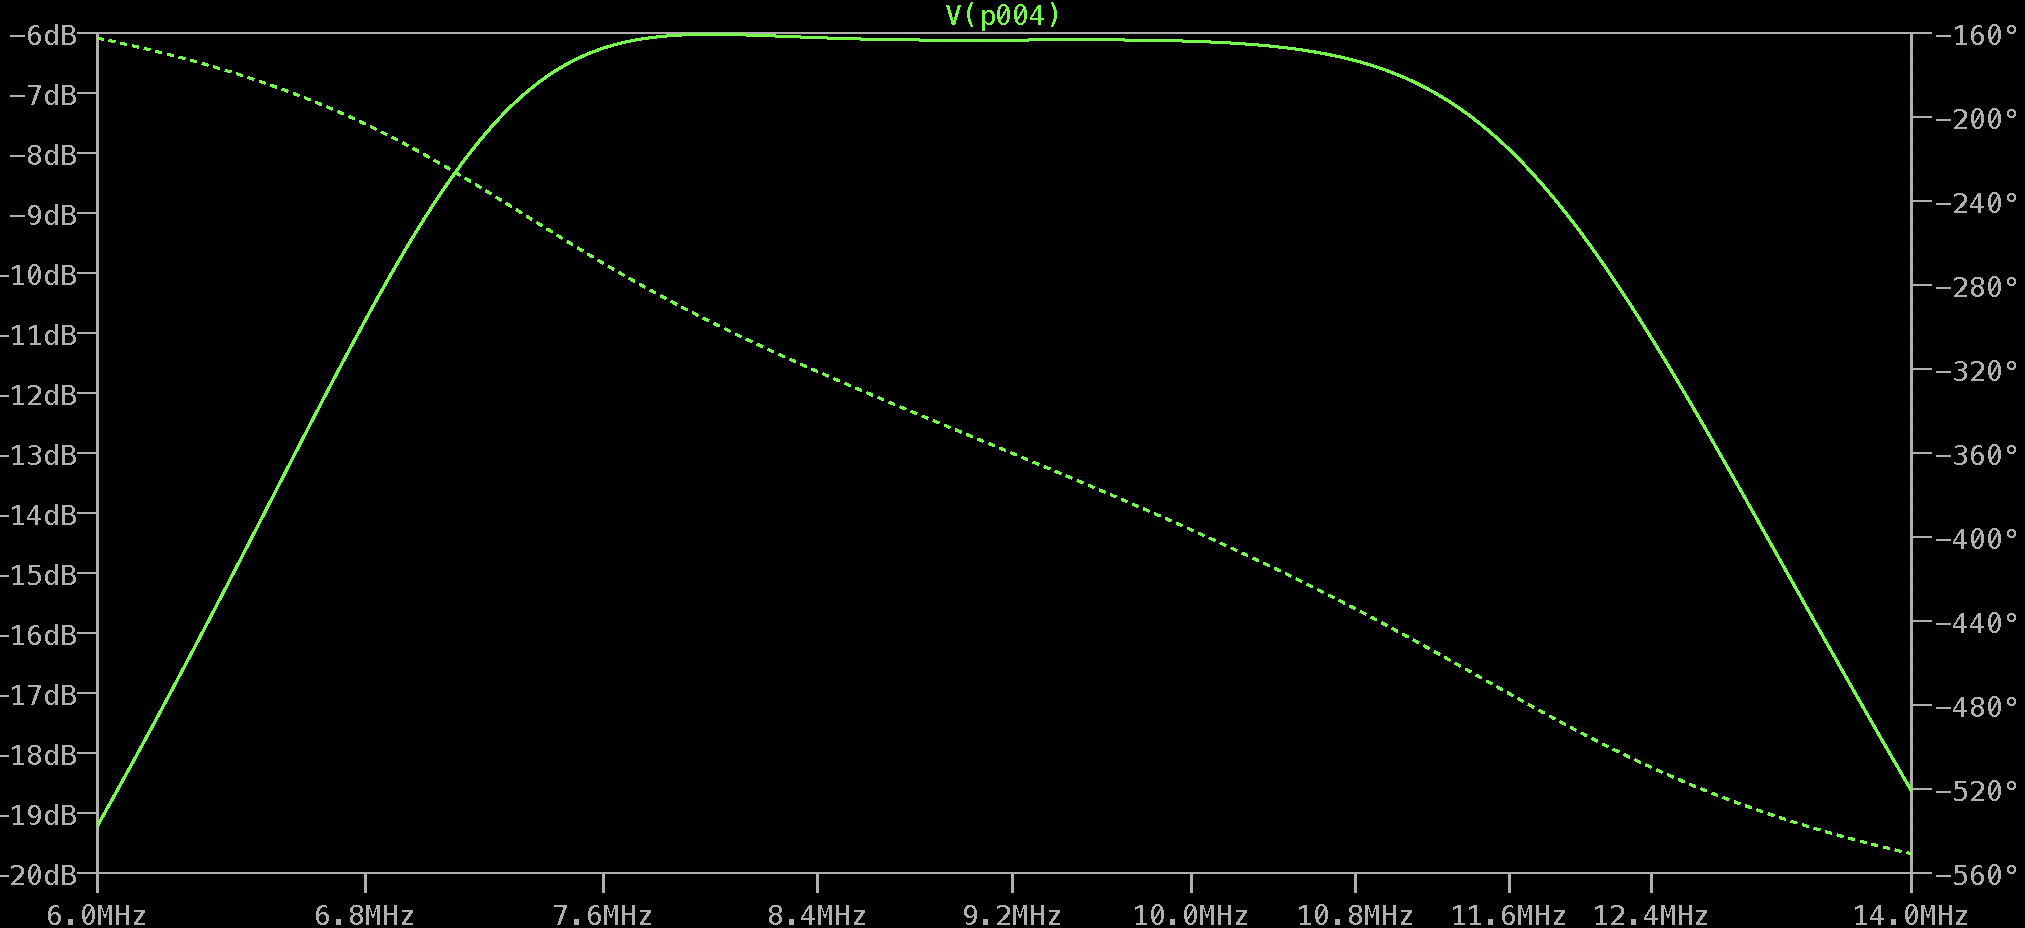 V(p004)
-6dB
-7dB
-8dB
-9dB
-10dB
-11dB
-12dB
-13dB
-14dB
-15dB
-16dB
-17dB
-18dB
-19dB
-20dB
-160°
-200°
-240°
-280°
-320°
-360°
-400°
-440°
-480°
-520°
-560°
6.0MHz 6.8MHz 7.6MHz 8.4MHz 9.2MHz 10.0MHz 10.8MHz 11.6MHz 12.4MHz 14.0MHz